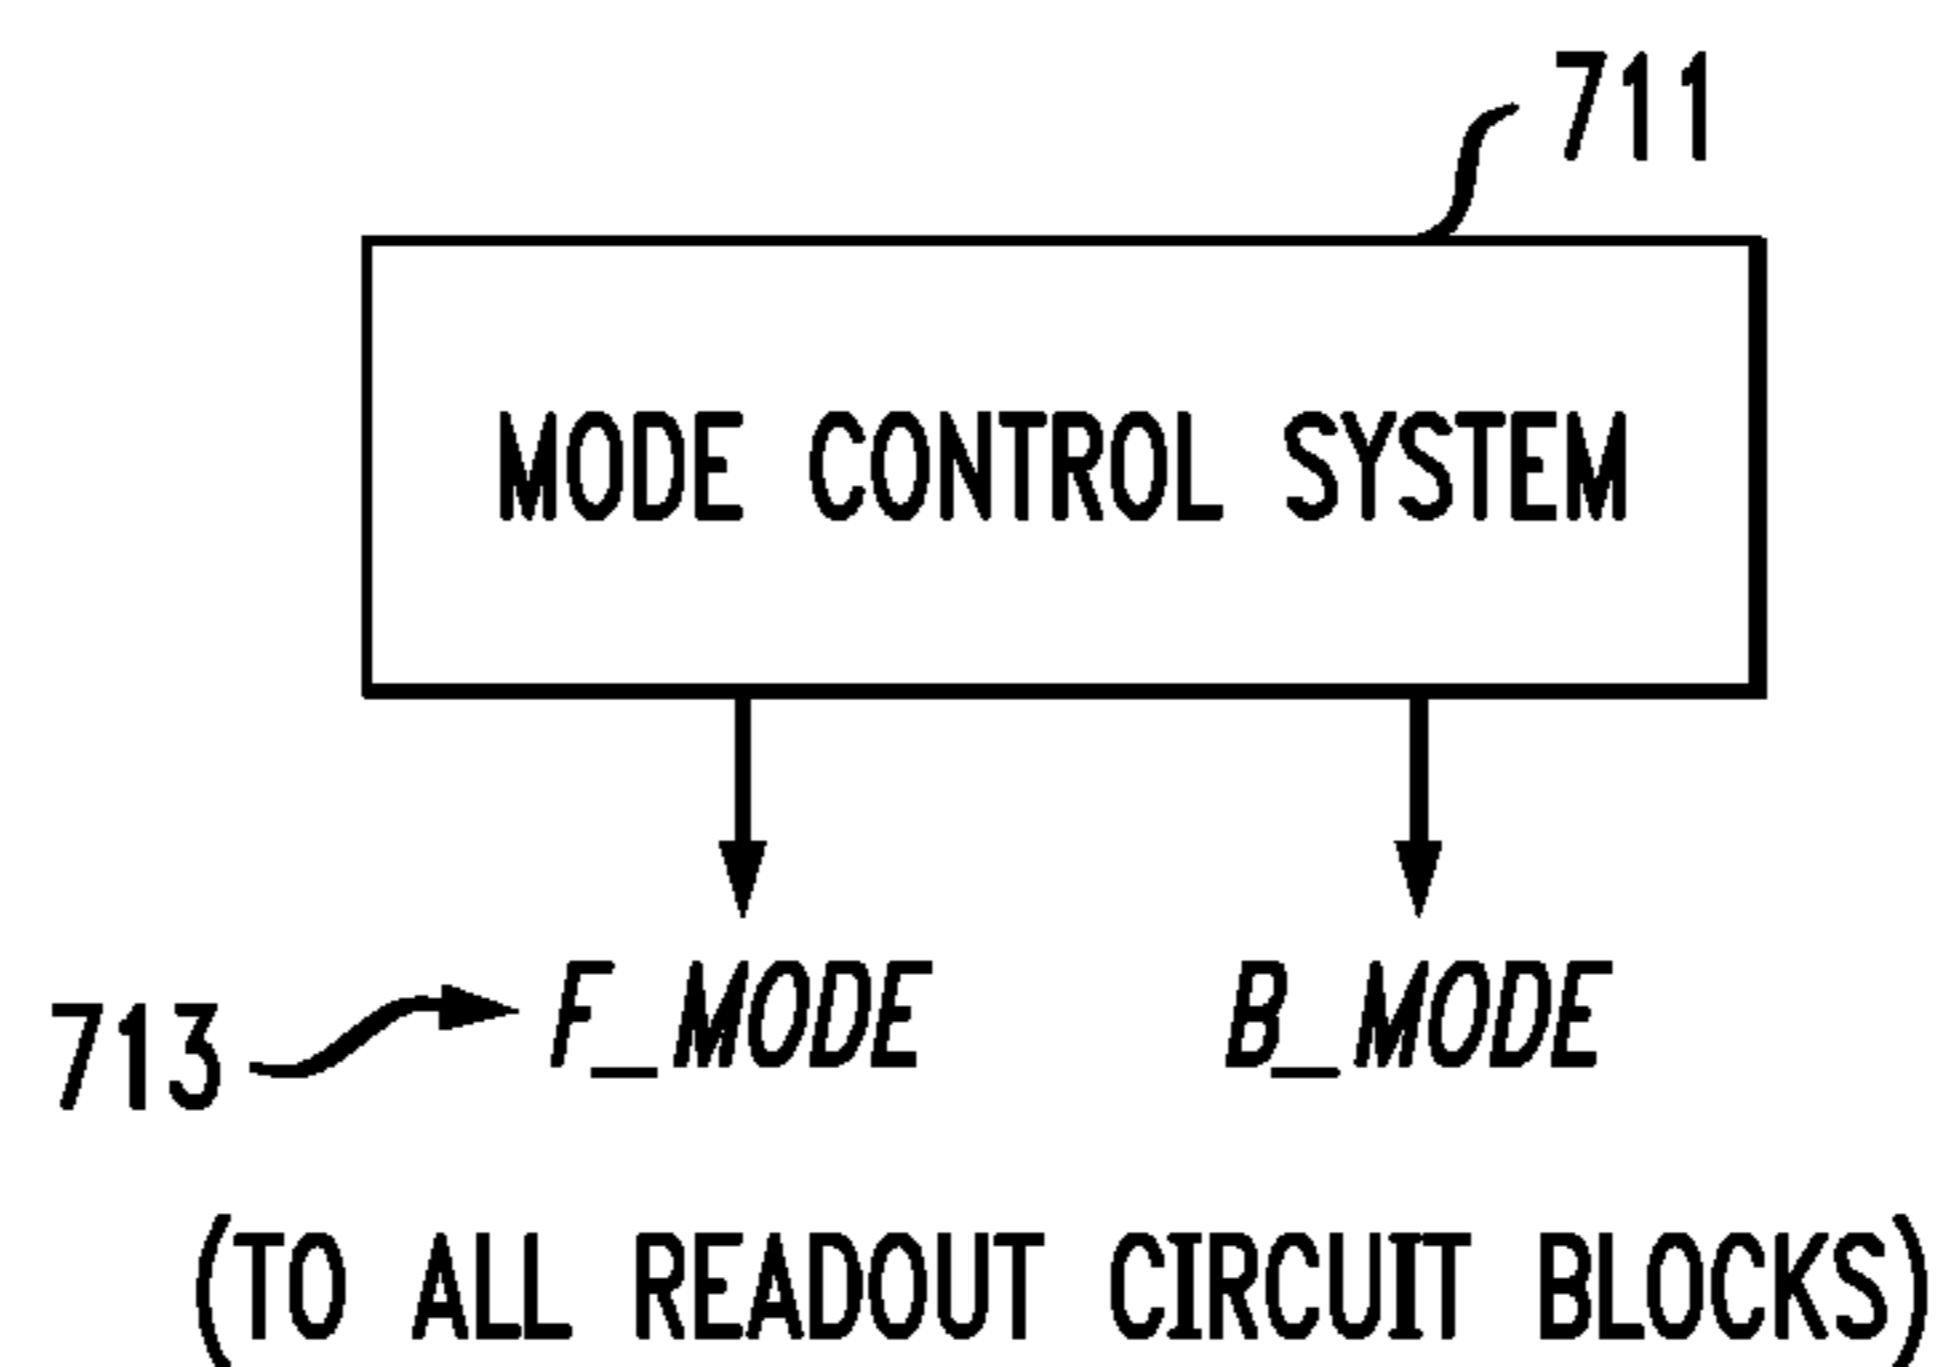 711
MODE CONTROL SYSTEM
713 F_MODE B_MODE
(TO ALL READOUT CIRCUIT BLOCKS)